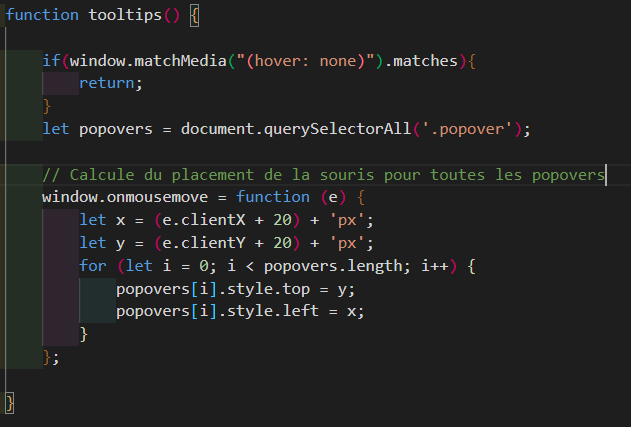 function tooltips() {
if(window.matchMedia("(hover: none)").matches){
return;
}
let popovers = document.querySelectorAll('.popover');
// Calcule du placement de la souris pour toutes les popovers
window.onmousemove = function (e) {
let x = (e.clientX + 20) + 'px';
let y = (e.clientY + 20) + 'px';
for (let i = 0; i < popovers.length; i++) {
popovers[i].style.top = y;
popovers[i].style.left = x;
}
};
}